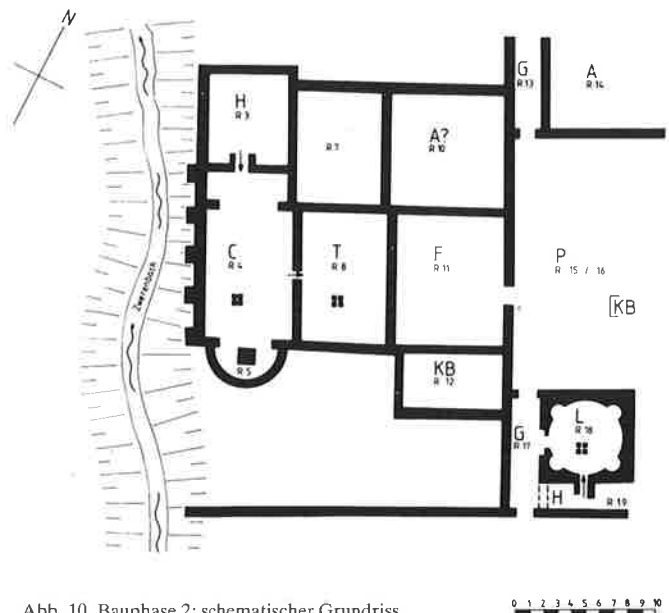 N
G
R 13
A
R 14
H
R 3
R 7
A?
R 10
Zwerenbach
C
R 4
T
R 8
F
R 11
P
R 15 / 16
KB
R 5
KB
R 12
G
R 17
L
R 18
H
R 19
Abb. 10 Bauphase 2: schematischer Grundriss
0 1 2 3 4 5 6 7 8 9 10